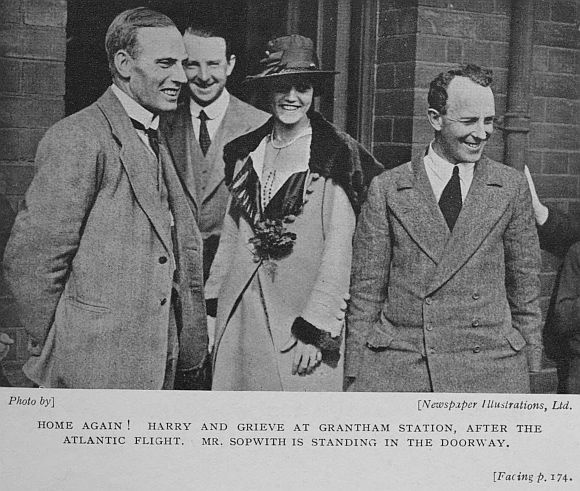 Photo by] [Newspaper Illustrations, Ltd.
HOME AGAIN! HARRY AND GRIEVE AT GRANTHAM STATION, AFTER THE
ATLANTIC FLIGHT. MR. SOPWITH IS STANDING IN THE DOORWAY.
[Facing p. 174.